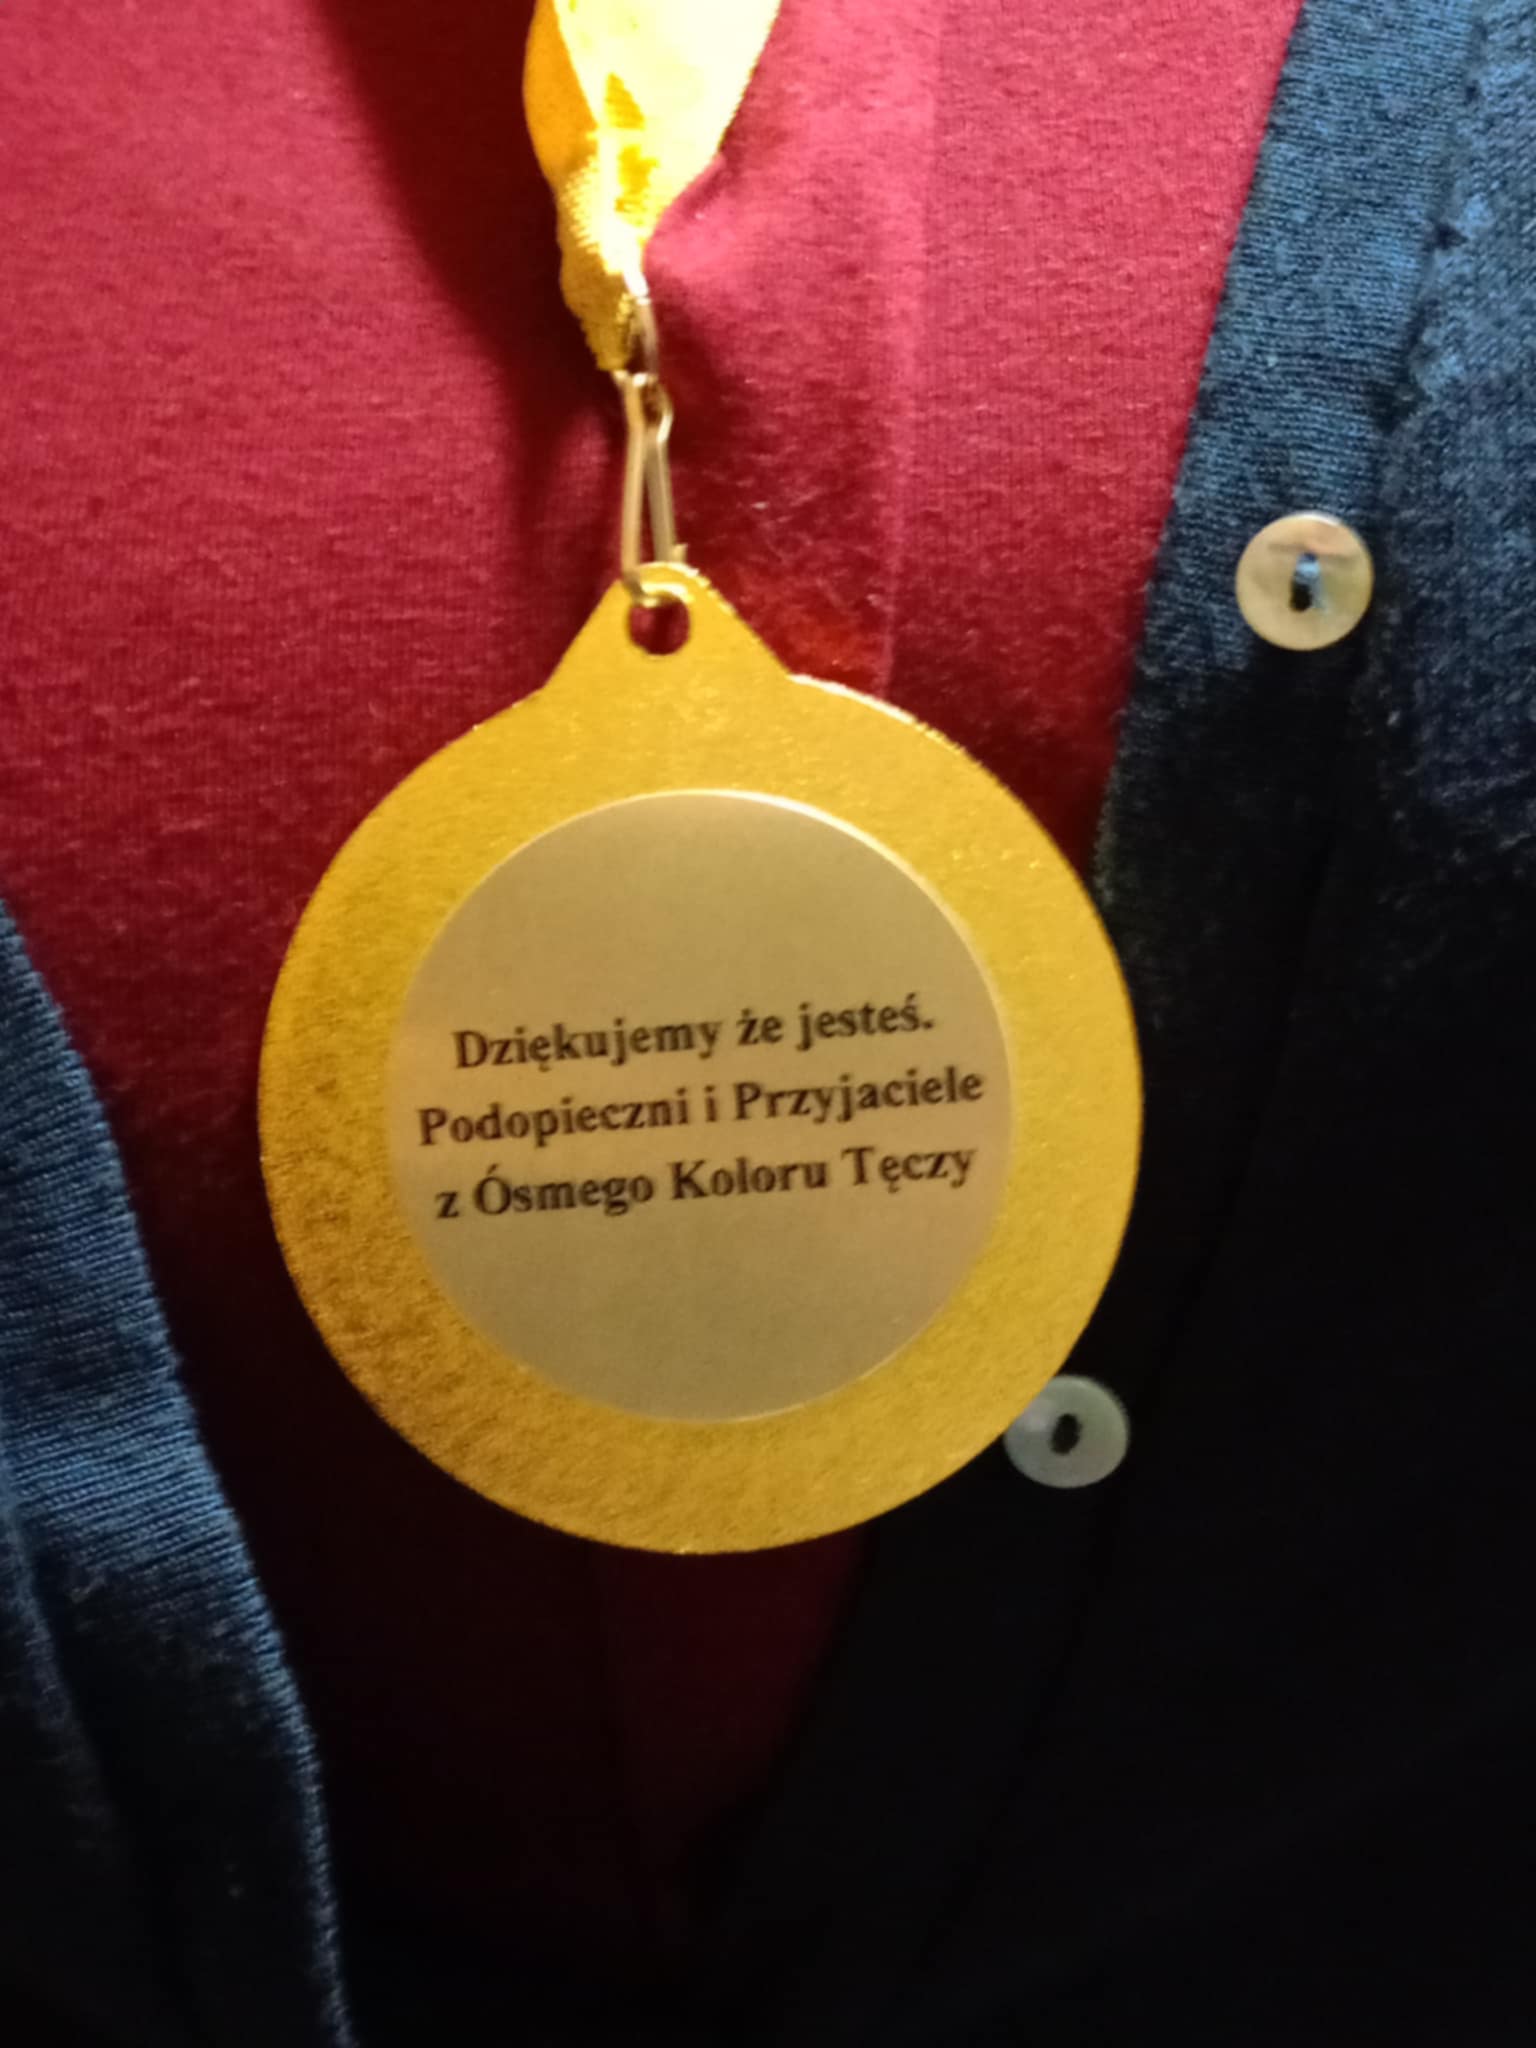 Dziękujemy że jesteś.
Podopieczni i Przyjaciele
z Ósmego Koloru Tęczy